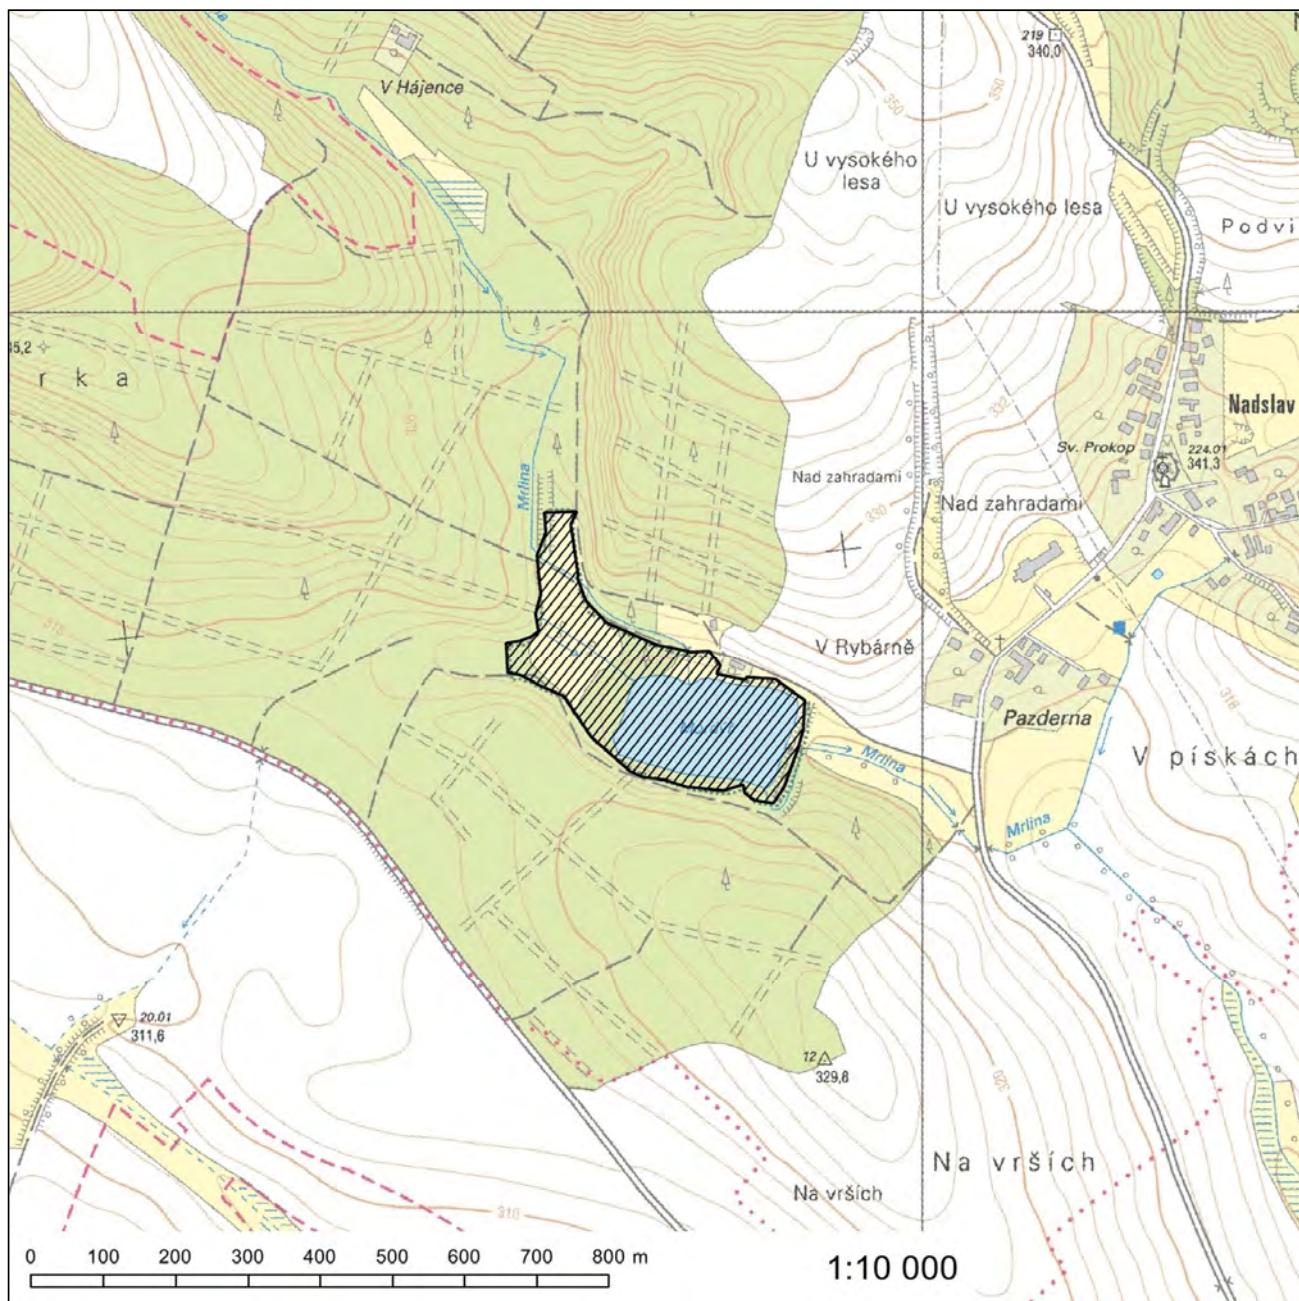 219
340,0
V Hájence
350
350
U vysokého
lesa
U vysokého lesa
Podvi
r k a
320
Nadslav
332
Sv. Prokop
224.01
341,3
Mrlina
Nad zahradami
Nad zahradami
330
315
V Rybárně
Pazderna
V pískách
318
Mrlina
Mrlina
20.01
311,6
12
329,8
320
Na vrších
Na vrších
310
0 100 200 300 400 500 600 700 800 m
1:10 000